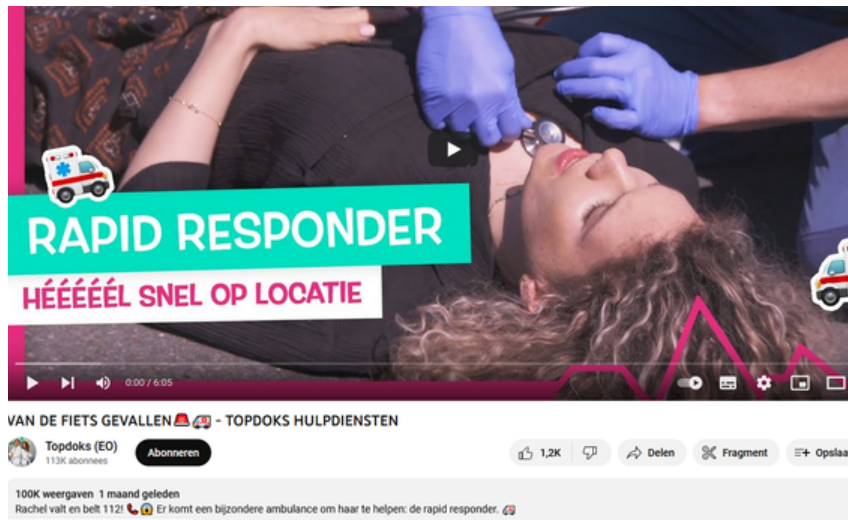 RAPID RESPONDER
HÉÉÉÉÉL SNEL OP LOCATIE
0:00 / 6:05
VAN DE FIETS GEVALLEN🚨🚑 - TOPDOKS HULPDIENSTEN
Topdoks (EO)
113K abonnees
Abonneren
1,2K
Delen
Fragment
Opslaa
100K weergaven 1 maand geleden
Rachel valt en belt 112! 📞😱 Er komt een bijzondere ambulance om haar te helpen: de rapid responder. 🚑